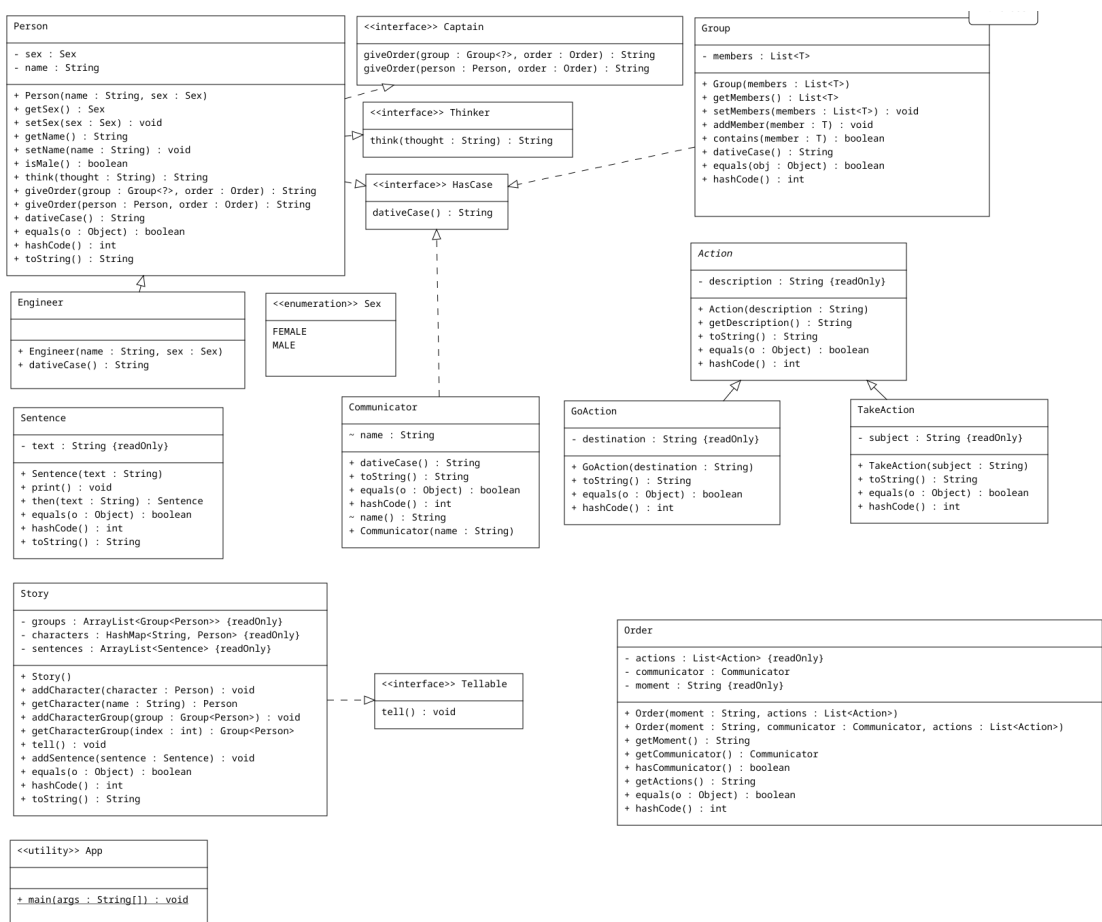 Person
- sex : Sex
- name : String
+ Person(name : String, sex : Sex)
+ getSex() : Sex
+ setSex(sex : Sex) : void
+ getName() : String
+ setName(name : String) : void
+ isMale() : boolean
+ think(thought : String) : String
+ giveOrder(group : Group<?>, order : Order) : String
+ giveOrder(person : Person, order : Order) : String
+ dativeCase() : String
+ equals(o : Object) : boolean
+ hashCode() : int
+ toString() : String
<<interface>> Captain
giveOrder(group : Group<?>, order : Order) : String
giveOrder(person : Person, order : Order) : String
<<interface>> Thinker
think(thought : String) : String
<<interface>> HasCase
dativeCase() : String
Group
- members : List<T>
+ Group(members : List<T>)
+ getMembers() : List<T>
+ setMembers(members : List<T>) : void
+ addMember(member : T) : void
+ contains(member : T) : boolean
+ dativeCase() : String
+ equals(obj : Object) : boolean
+ hashCode() : int
Engineer
+ Engineer(name : String, sex : Sex)
+ dativeCase() : String
<<enumeration>> Sex
FEMALE
MALE
Action
- description : String {readOnly}
+ Action(description : String)
+ getDescription() : String
+ toString() : String
+ equals(o : Object) : boolean
+ hashCode() : int
Sentence
- text : String {readOnly}
+ Sentence(text : String)
+ print() : void
+ then(text : String) : Sentence
+ equals(o : Object) : boolean
+ hashCode() : int
+ toString() : String
Communicator
~ name : String
+ dativeCase() : String
+ toString() : String
+ equals(o : Object) : boolean
+ hashCode() : int
~ name() : String
+ Communicator(name : String)
GoAction
- destination : String {readOnly}
+ GoAction(destination : String)
+ toString() : String
+ equals(o : Object) : boolean
+ hashCode() : int
TakeAction
- subject : String {readOnly}
+ TakeAction(subject : String)
+ toString() : String
+ equals(o : Object) : boolean
+ hashCode() : int
Story
- groups : ArrayList<Group<Person>> {readOnly}
- characters : HashMap<String, Person> {readOnly}
- sentences : ArrayList<Sentence> {readOnly}
+ Story()
+ addCharacter(character : Person) : void
+ getCharacter(name : String) : Person
+ addCharacterGroup(group : Group<Person>) : void
+ getCharacterGroup(index : int) : Group<Person>
+ tell() : void
+ addSentence(sentence : Sentence) : void
+ equals(o : Object) : boolean
+ hashCode() : int
+ toString() : String
<<interface>> Tellable
tell() : void
Order
- actions : List<Action> {readOnly}
- communicator : Communicator
- moment : String {readOnly}
+ Order(moment : String, actions : List<Action>)
+ Order(moment : String, communicator : Communicator, actions : List<Action>)
+ getMoment() : String
+ getCommunicator() : Communicator
+ hasCommunicator() : boolean
+ getActions() : String
+ equals(o : Object) : boolean
+ hashCode() : int
<<utility>> App
+ main(args : String[]) : void